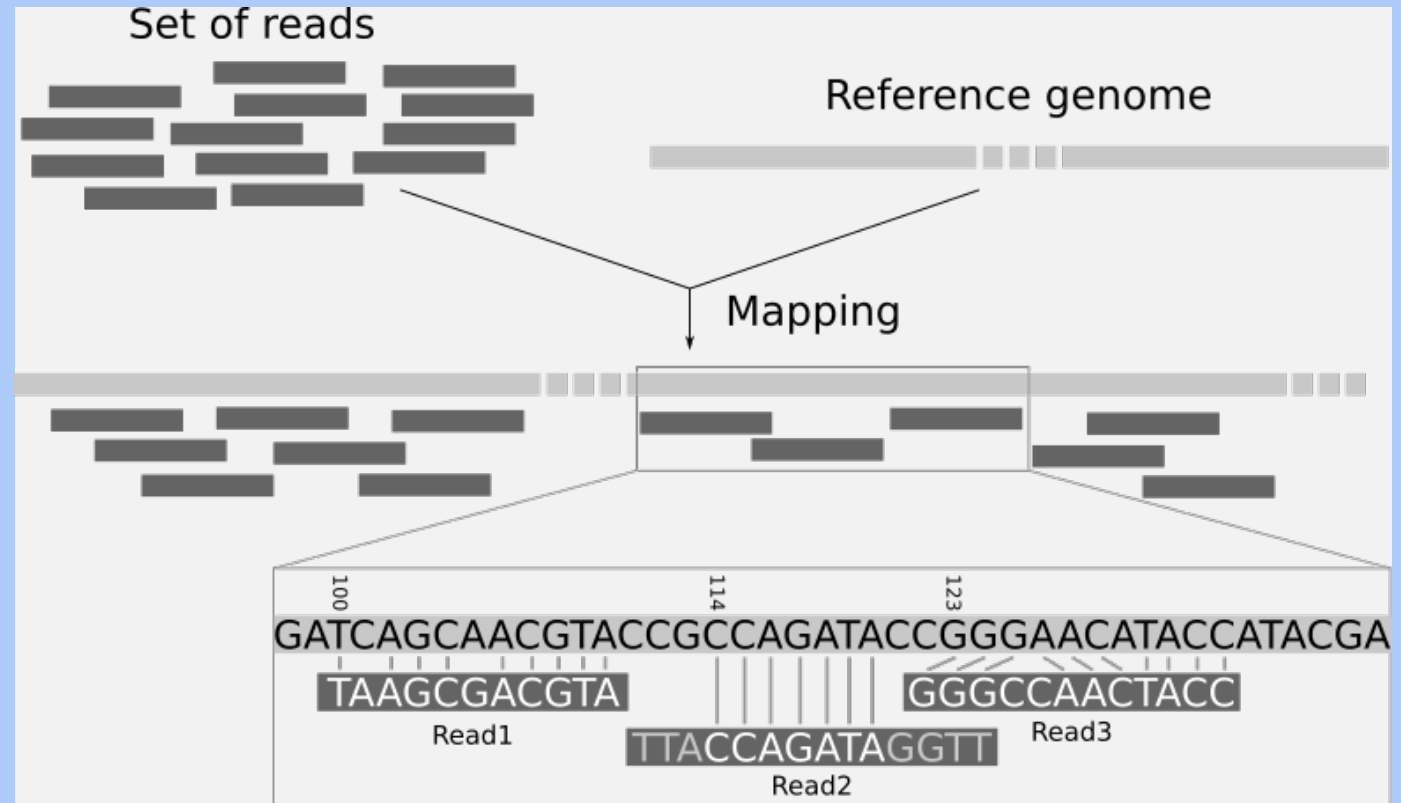 Set of reads
Reference genome
Mapping
100 114 123
GATCAGCAACGTACCGCCAGATACCGGGAACATACCATACGA
TAAGCGACGTA GGGCCAACTACC
Read1 Read3
TTACCAGATAGGTT
Read2